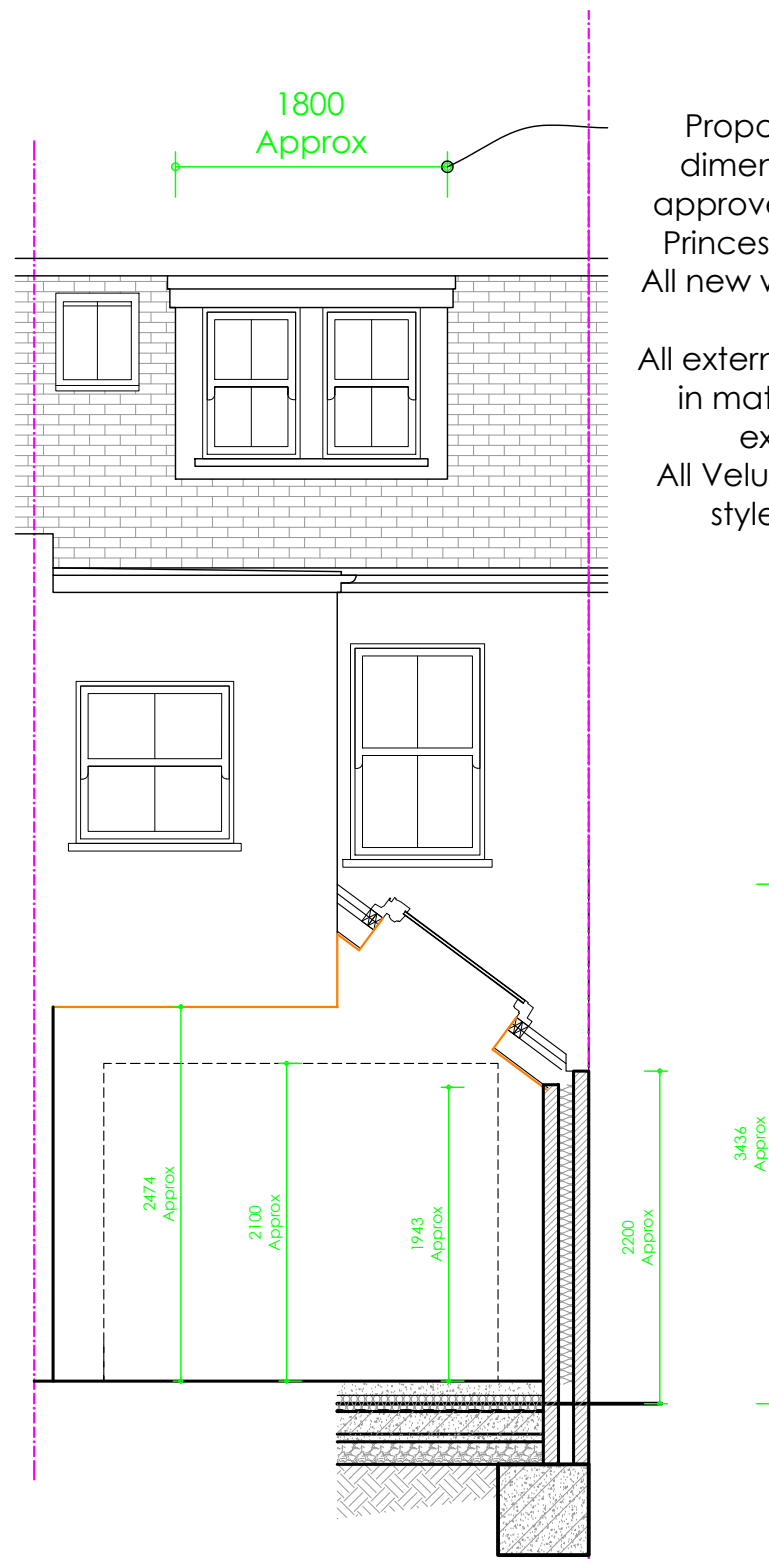 1800
Approx
Propo
dimen
approve
Princes
All new v
All extern
in mat
ex
All Velu
style
2474
Approx
2100
Approx
1943
Approx
2200
Approx
3436
Approx